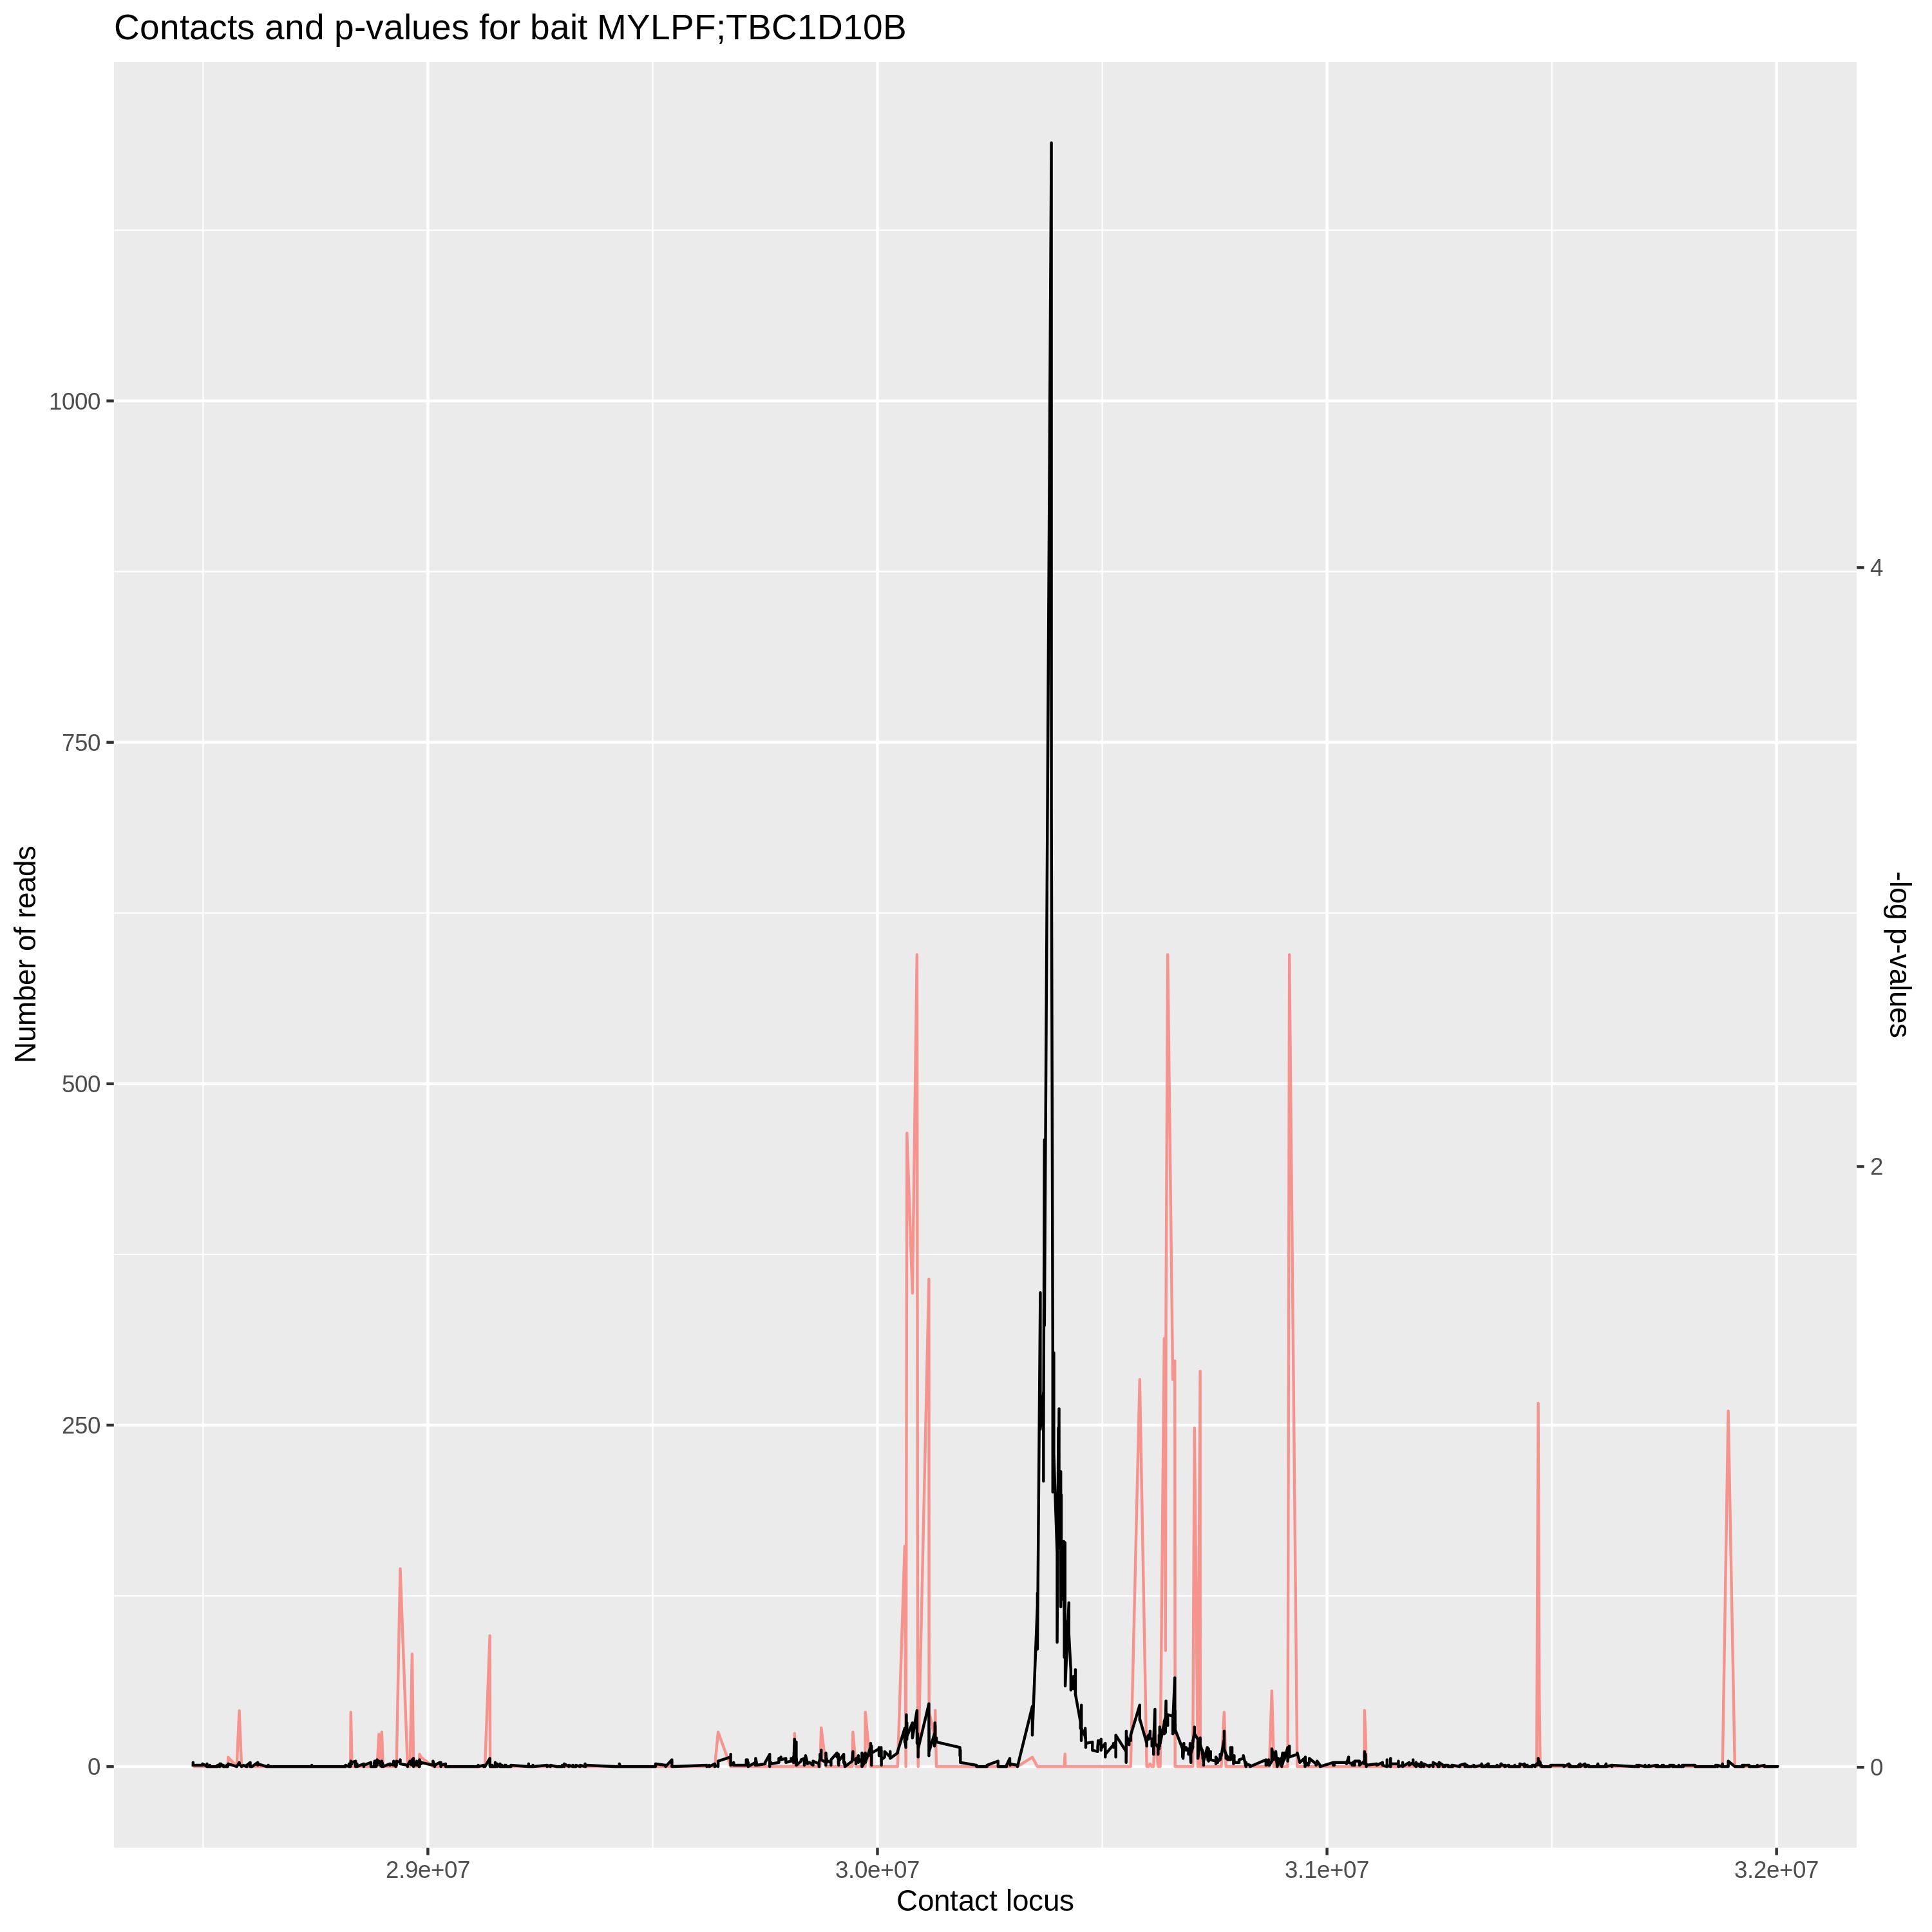 Contacts and p-values for bait MYLPF;TBC1D10B
1000
750
500
250
0
Number of reads
4
2
0
-log p-values
2.9e+07
3.0e+07
3.1e+07
3.2e+07
Contact locus